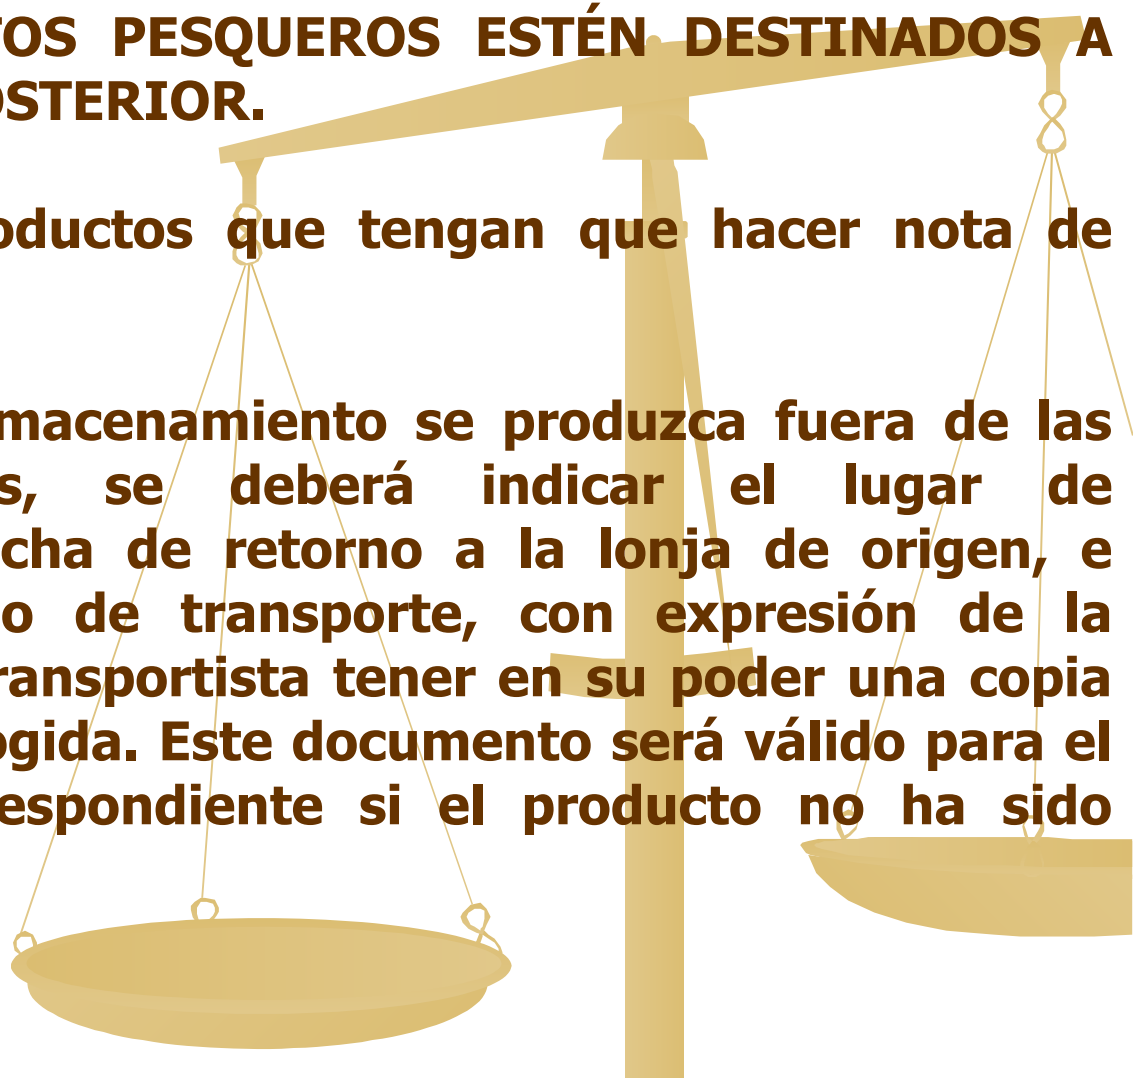 TOS PESQUEROS ESTÉN DESTINADOS A
OSTERIOR.
oductos que tengan que hacer nota de
macenamiento se produzca fuera de las
s, se deberá indicar el lugar de
cha de retorno a la lonja de origen, e
o de transporte, con expresión de la
ransportista tener en su poder una copia
ogida. Este documento será válido para el
espondiente si el producto no ha sido